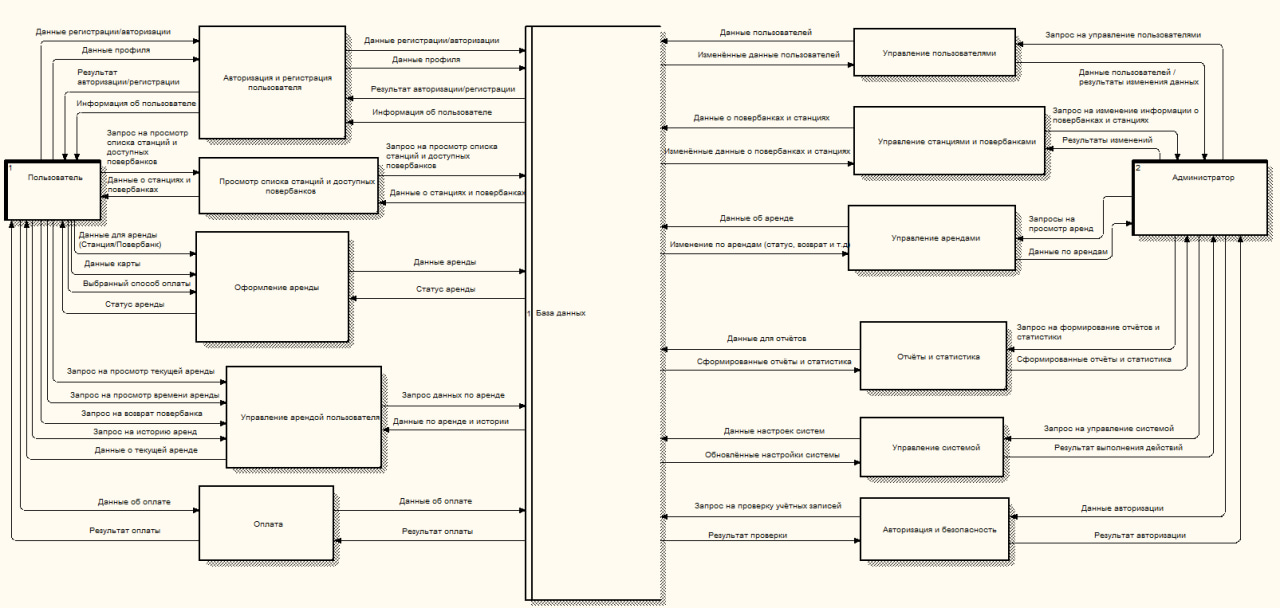 Данные регистрации/авторизации
Данные профиля
Результат
авторизации/регистрации
Информация об пользователе
Авторизация и регистрация
пользователя
Данные регистрации/авторизации
Данные профиля
Результат авторизации/регистрации
Информация об пользователе
Запрос на просмотр
списка станций и
доступных
повербанков
1
Пользователь
Данные о станциях и
повербанках
Просмотр списка станций и доступных
повербанков
Запрос на просмотр списка
станций и доступных
повербанков
Данные о станциях и повербанках
Данные для аренды
(Станция/Повербанк)
Данные карты
Выбранный способ оплаты
Статус аренды
Оформление аренды
Данные аренды
Статус аренды
Запрос на просмотр текущей аренды
Запрос на просмотр времени аренды
Запрос на возврат повербанка
Запрос на историю аренд
Данные о текущей аренде
Управление арендой пользователя
Запрос данных по аренде
Данные по аренде и истории
Данные об оплате
Результат оплаты
Оплата
Данные об оплате
Результат оплаты
1
База данных
Данные пользователей
Изменённые данные пользователей
Управление пользователями
Запрос на управление пользователями
Данные пользователей /
результаты изменения данных
Данные о повербанках и станциях
Изменённые данные о повербанках и станциях
Управление станциями и повербанками
Запрос на изменение информации о
повербанках и станциях
Результаты изменений
2
Администратор
Данные об аренде
Изменение по арендам (статус, возврат и т.д)
Управление арендами
Запросы на
просмотр аренд
Данные по арендам
Данные для отчётов
Сформированные отчёты и статистика
Отчёты и статистика
Запрос на формирование отчётов и
статистики
Сформированные отчёты и статистика
Данные настроек систем
Обновлённые настройки системы
Управление системой
Запрос на управление системой
Результат выполнения действий
Запрос на проверку учётных записей
Результат проверки
Авторизация и безопасность
Данные авторизации
Результат авторизации